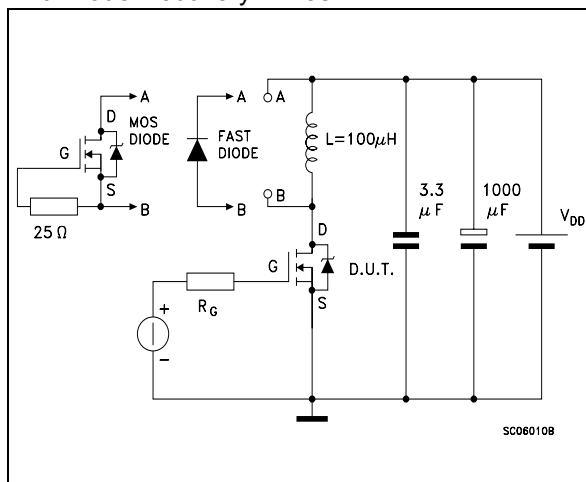 A
D
MOS
DIODE
G
S
B
25 Ω
A
FAST
DIODE
B
A
B
L=100μH
D
G
S
D.U.T.
R_G
+
-
3.3
μF
1000
μF
V_DD
SC06010B